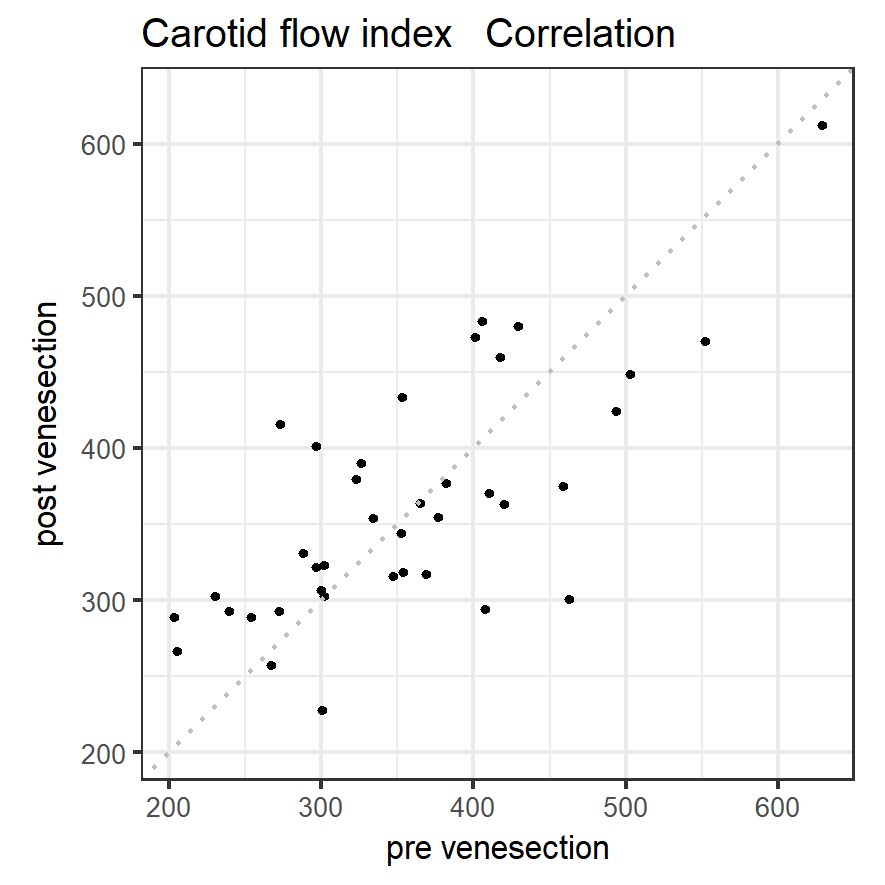 Carotid flow index   Correlation
600
500
400
300
200
post venesection
200 300 400 500 600
pre venesection